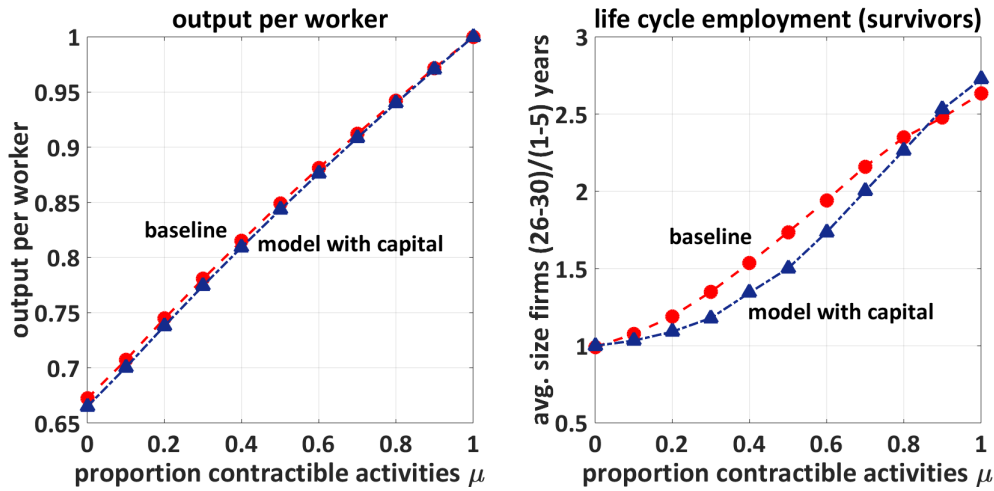 output per worker
output per worker
1
0.95
0.9
0.85
0.8
0.75
0.7
0.65
baseline
model with capital
0 0.2 0.4 0.6 0.8 1
proportion contractible activities μ
life cycle employment (survivors)
avg. size firms (26-30)/(1-5) years
3
2.5
2
1.5
1
0.5
baseline
model with capital
0 0.2 0.4 0.6 0.8 1
proportion contractible activities μ